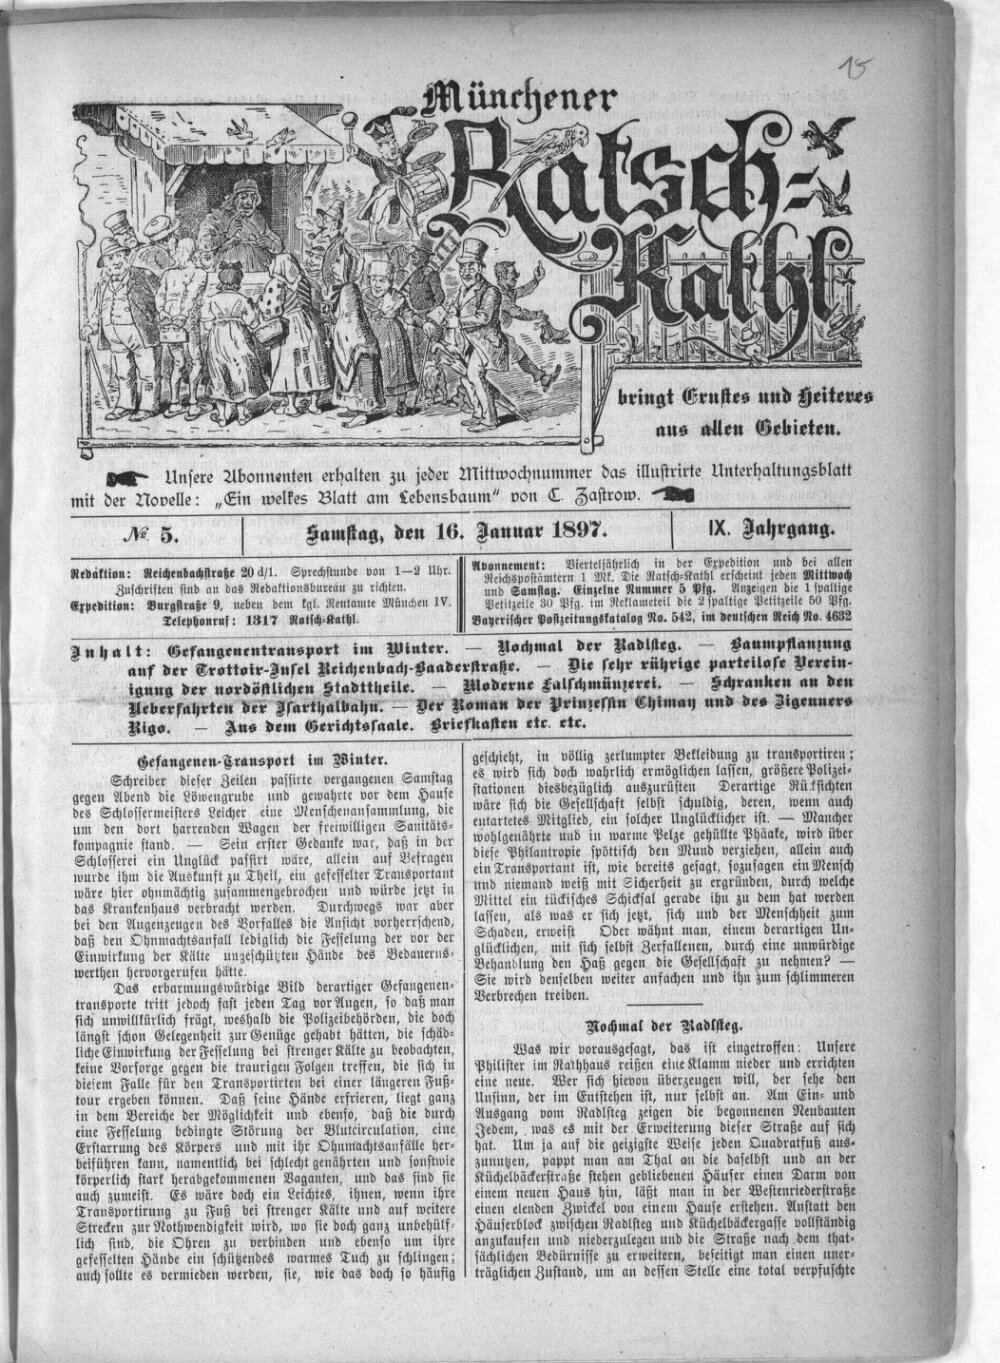 15
Münchener
Ratsch-
Kathl
bringt Ernstes und Heiteres
aus allen Gebieten.
Unsere Abonnenten erhalten zu jeder Mittwochnummer das illustrirte Unterhaltungsblatt
mit der Novelle: „Ein welkes Blatt am Lebensbaum“ von C. Zastrow.
№ 5.
Samstag, den 16. Januar 1897.
IX. Jahrgang.
Redaktion: Reichenbachstraße 20 d/1. Sprechstunde von 1—2 Uhr.
Zuschriften sind an das Redaktionsbureau zu richten.
Expedition: Burgstraße 9, neben dem kgl. Rentamte München IV.
Telephonruf: 1317 Ratsch-Kathl.
Abonnement: Vierteljährlich in der Expedition und bei allen
Reichspostämtern 1 Mk. Die Ratsch-Kathl erscheint jeden Mittwoch
und Samstag. Einzelne Nummer 5 Pfg. Anzeigen die 1 spaltige
Petitzeile 30 Pfg. im Reklameteil die 2 spaltige Petitzeile 50 Pfg.
Bayerischer Postzeitungskatalog No. 542, im deutschen Reich No. 4632
Inhalt: Gefangenentransport im Winter. — Nochmal der Radlsteg. — Baumpflanzung
auf der Trottoir-Insel Reichenbach-Baaderstraße. — Die sehr rührige parteilose Verein-
igung der nordöstlichen Stadttheile. — Moderne Falschmünzerei. — Schranken an den
Ueberfahrten der Isarthalbahn. — Der Roman der Prinzessin Chimay und des Zigeuners
Rigo. — Aus dem Gerichtssaale. Briefkasten etc. etc.
Gefangenen-Transport im Winter.
Schreiber dieser Zeilen passirte vergangenen Samstag
gegen Abend die Löwengrube und gewahrte vor dem Hause
des Schlossermeisters Leicher eine Menschenansammlung, die
um den dort harrenden Wagen der freiwilligen Sanitäts-
kompagnie stand. — Sein erster Gedanke war, daß in der
Schlosserei ein Unglück passirt wäre, allein auf Befragen
wurde ihm die Auskunft zu Theil, ein gefesselter Transportant
wäre hier ohnmächtig zusammengebrochen und würde jetzt in
das Krankenhaus verbracht werden. Durchwegs war aber
bei den Augenzeugen des Vorfalles die Ansicht vorherrschend,
daß den Ohnmachtsanfall lediglich die Fesselung der vor der
Einwirkung der Kälte ungeschützten Hände des Bedauerns-
werthen hervorgerufen hätte.
Das erbarmungswürdige Bild derartiger Gefangenen-
transporte tritt jedoch fast jeden Tag vor Augen, so daß man
sich unwillkürlich frägt, weshalb die Polizeibehörden, die doch
längst schon Gelegenheit zur Genüge gehabt hätten, die schäd-
liche Einwirkung der Fesselung bei strenger Kälte zu beobachten,
keine Vorsorge gegen die traurigen Folgen treffen, die sich in
diesem Falle für den Transportirten bei einer längeren Fuß-
tour ergeben können. Daß seine Hände erfrieren, liegt ganz
in dem Bereiche der Möglichkeit und ebenso, daß die durch
eine Fesselung bedingte Störung der Blutcirculation, eine
Erstarrung des Körpers und mit ihr Ohnmachtsanfälle her-
beiführen kann, namentlich bei schlecht genährten und sonstwie
körperlich stark herabgekommenen Vaganten, und das sind sie
auch zumeist. Es wäre doch ein Leichtes, ihnen, wenn ihre
Transportirung zu Fuß bei strenger Kälte und auf weitere
Strecken zur Nothwendigkeit wird, wo sie doch ganz unbehülf-
lich sind, die Ohren zu verbinden und ebenso um ihre
gefesselten Hände ein schützendes warmes Tuch zu schlingen;
auch sollte es vermieden werden, sie, wie das doch so häufig
geschieht, in völlig zerlumpter Bekleidung zu transportiren;
es wird sich doch wahrlich ermöglichen lassen, größere Polizei-
stationen diesbezüglich auszurüsten Derartige Rücksichten
wäre sich die Gesellschaft selbst schuldig, deren, wenn auch
entartetes Mitglied, ein solcher Unglücklicher ist. — Mancher
wohlgenährte und in warme Pelze gehüllte Phäake, wird über
diese Philantropie spöttisch den Mund verziehen, allein auch
ein Transportant ist, wie bereits gesagt, sozusagen ein Mensch
und niemand weiß mit Sicherheit zu ergründen, durch welche
Mittel ein tückisches Schicksal gerade ihn zu dem hat werden
lassen, als was er sich jetzt, sich und der Menschheit zum
Schaden, erweist Oder wähnt man, einem derartigen Un-
glücklichen, mit sich selbst Zerfallenen, durch eine unwürdige
Behandlung den Haß gegen die Gesellschaft zu nehmen? —
Sie wird denselben weiter anfachen und ihn zum schlimmeren
Verbrechen treiben.
Nochmal der Radlsteg.
Was wir vorausgesagt, das ist eingetroffen: Unsere
Philister im Rathhaus reißen eine Klamm nieder und errichten
eine neue. Wer sich hievon überzeugen will, der sehe den
Unsinn, der im Entstehen ist, nur selbst an. Am Ein- und
Ausgang vom Radlsteg zeigen die begonnenen Neubauten
Jedem, was es mit der Erweiterung dieser Straße auf sich
hat. Um ja auf die geizigste Weise jeden Quadratfuß aus-
zunutzen, pappt man am Thal an die daselbst und an der
Küchelbäckerstraße stehen gebliebenen Häuser einen Darm von
einem neuen Haus hin, läßt man in der Westenriederstraße
einen elenden Zwickel von einem Hause erstehen. Anstatt den
Häuserblock zwischen Radlsteg und Küchelbäckergasse vollständig
anzukaufen und niederzulegen und die Straße nach dem that-
sächlichen Bedürnisse zu erweitern, beseitigt man einen uner-
träglichen Zustand, um an dessen Stelle eine total verpfuschte